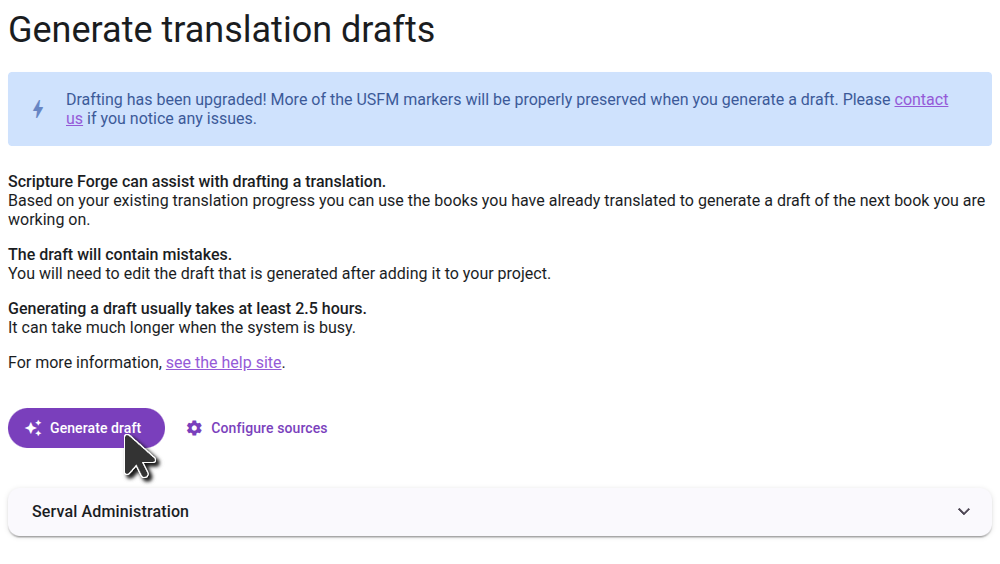 Generate translation drafts
Drafting has been upgraded! More of the USFM markers will be properly preserved when you generate a draft. Please contact
us if you notice any issues.
Scripture Forge can assist with drafting a translation.
Based on your existing translation progress you can use the books you have already translated to generate a draft of the next book you are
working on.
The draft will contain mistakes.
You will need to edit the draft that is generated after adding it to your project.
Generating a draft usually takes at least 2.5 hours.
It can take much longer when the system is busy.
For more information, see the help site.
Generate draft Configure sources
Serval Administration